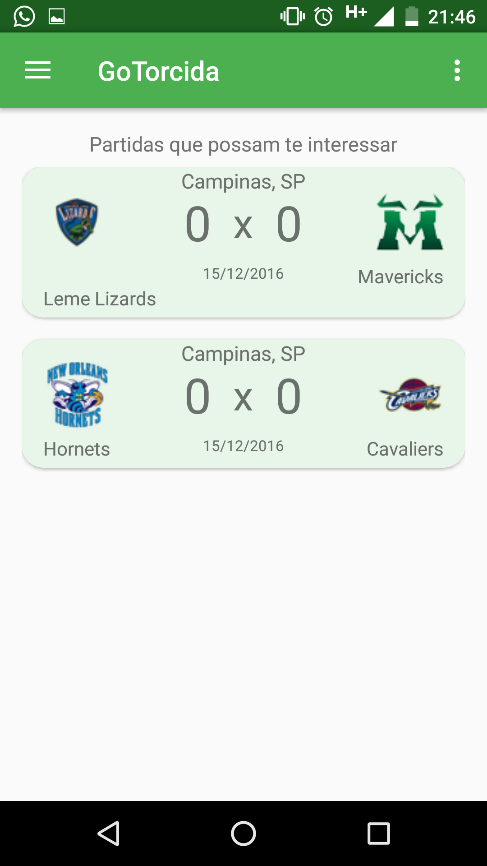 H+ 21:46
GoTorcida
Partidas que possam te interessar
Campinas, SP
LIZARDS
0 x 0
15/12/2016
Mavericks
Leme Lizards
Campinas, SP
NEW ORLEANS
HORNETS
0 x 0
CAVALIERS
15/12/2016
Hornets
Cavaliers